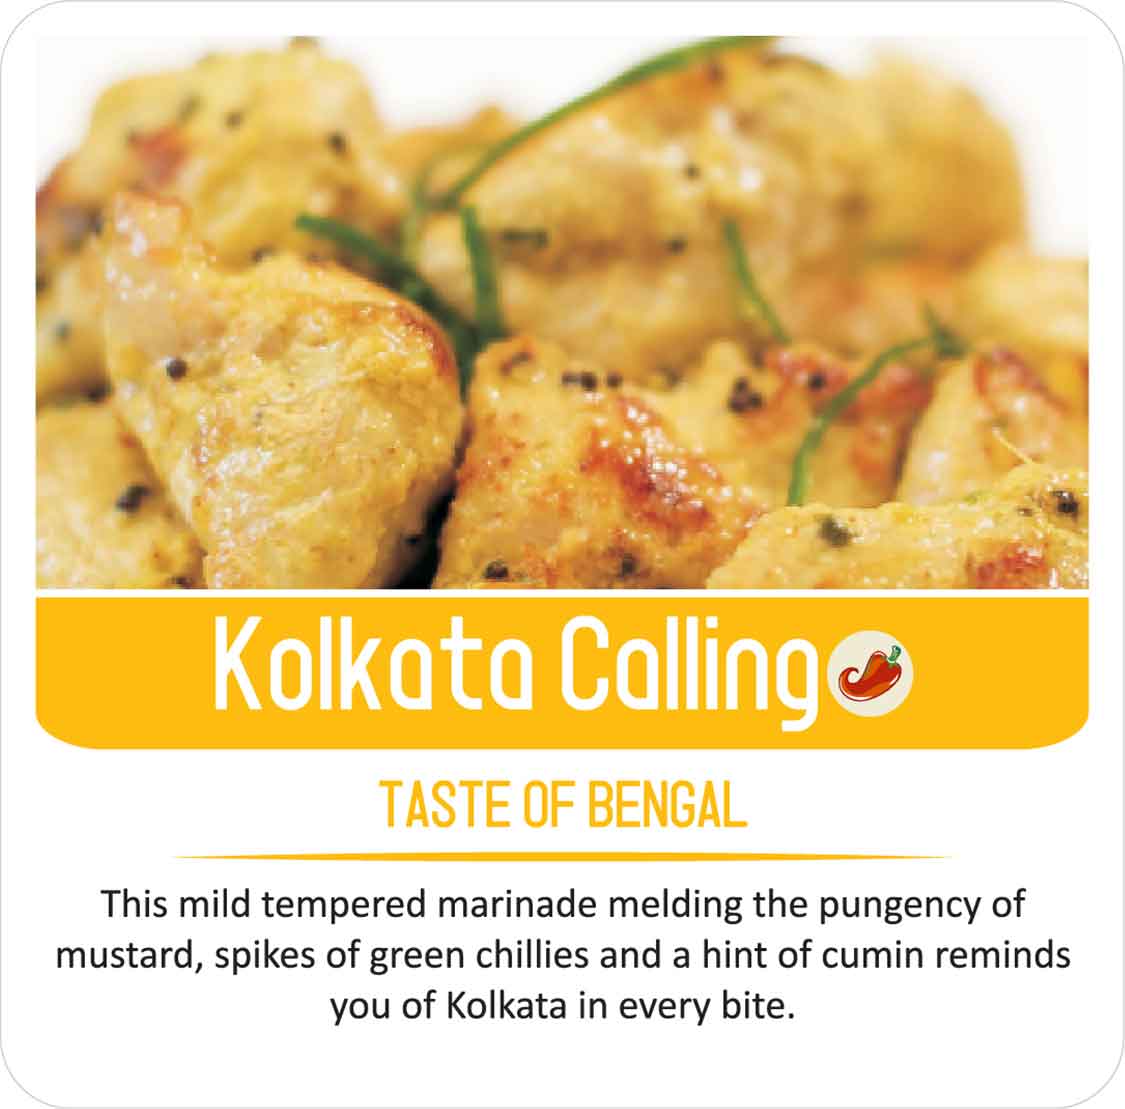 Kolkata Calling
TASTE OF BENGAL
This mild tempered marinade melding the pungency of
mustard, spikes of green chillies and a hint of cumin reminds
you of Kolkata in every bite.